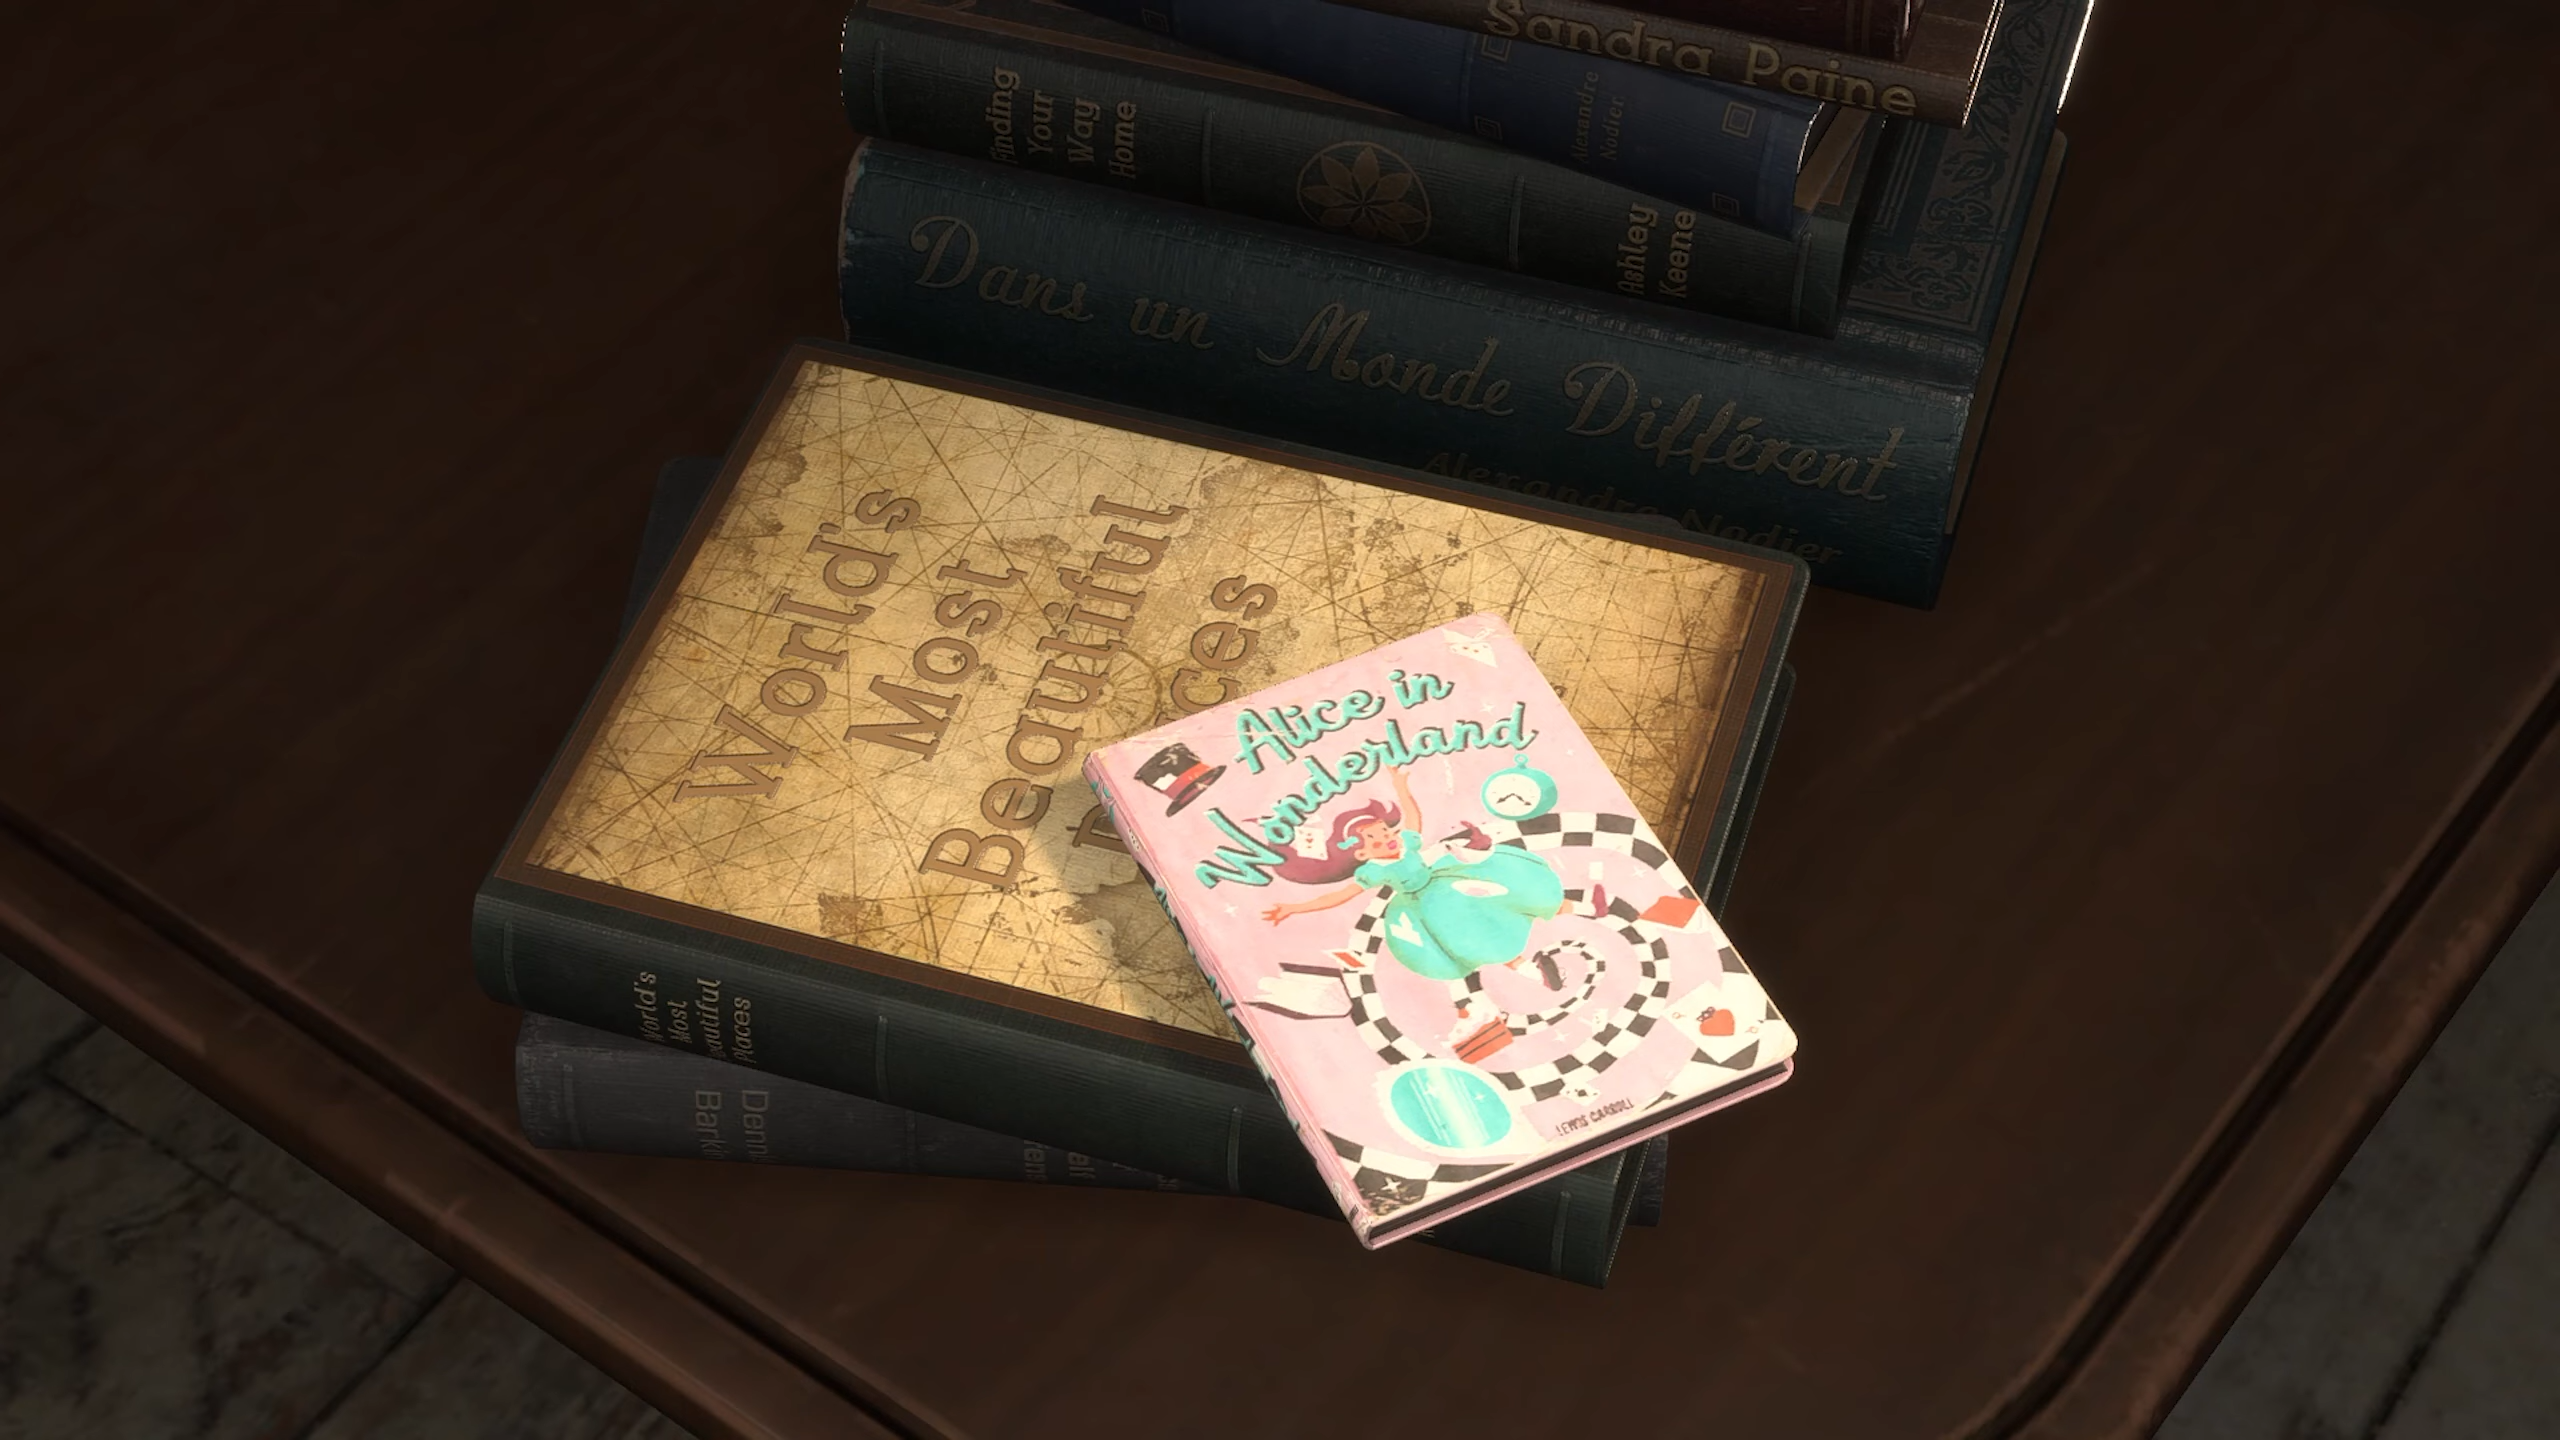 Sandra Paine
Alexandre
Nodier
Finding
Your
Way
Home
Ashley
Keene
Dans un Monde Différent
Alexandre Nodier
World's
Most
Beautiful
Alice in
Wonderland
LEWIS CARROLL
World's
Most
Beautiful
Places